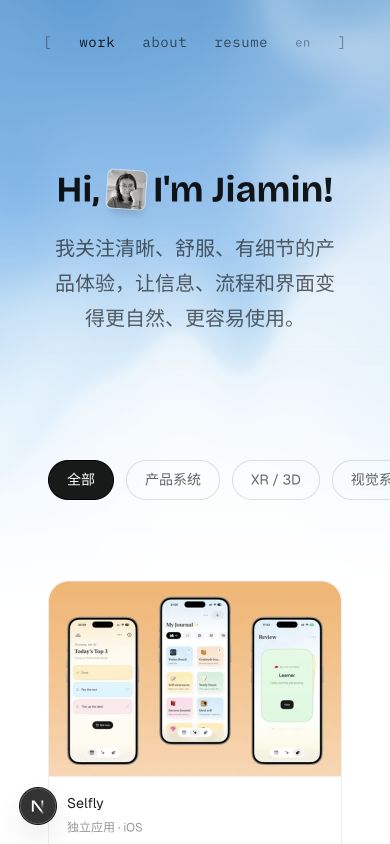 [ work about resume en ]
Hi, I'm Jiamin!
我关注清晰、舒服、有细节的产
品体验，让信息、流程和界面变
得更自然、更容易使用。
全部 产品系统 XR / 3D 视觉系
Today's Top 3
My Journal
Review
Learner
N
Selfly
独立应用 · iOS